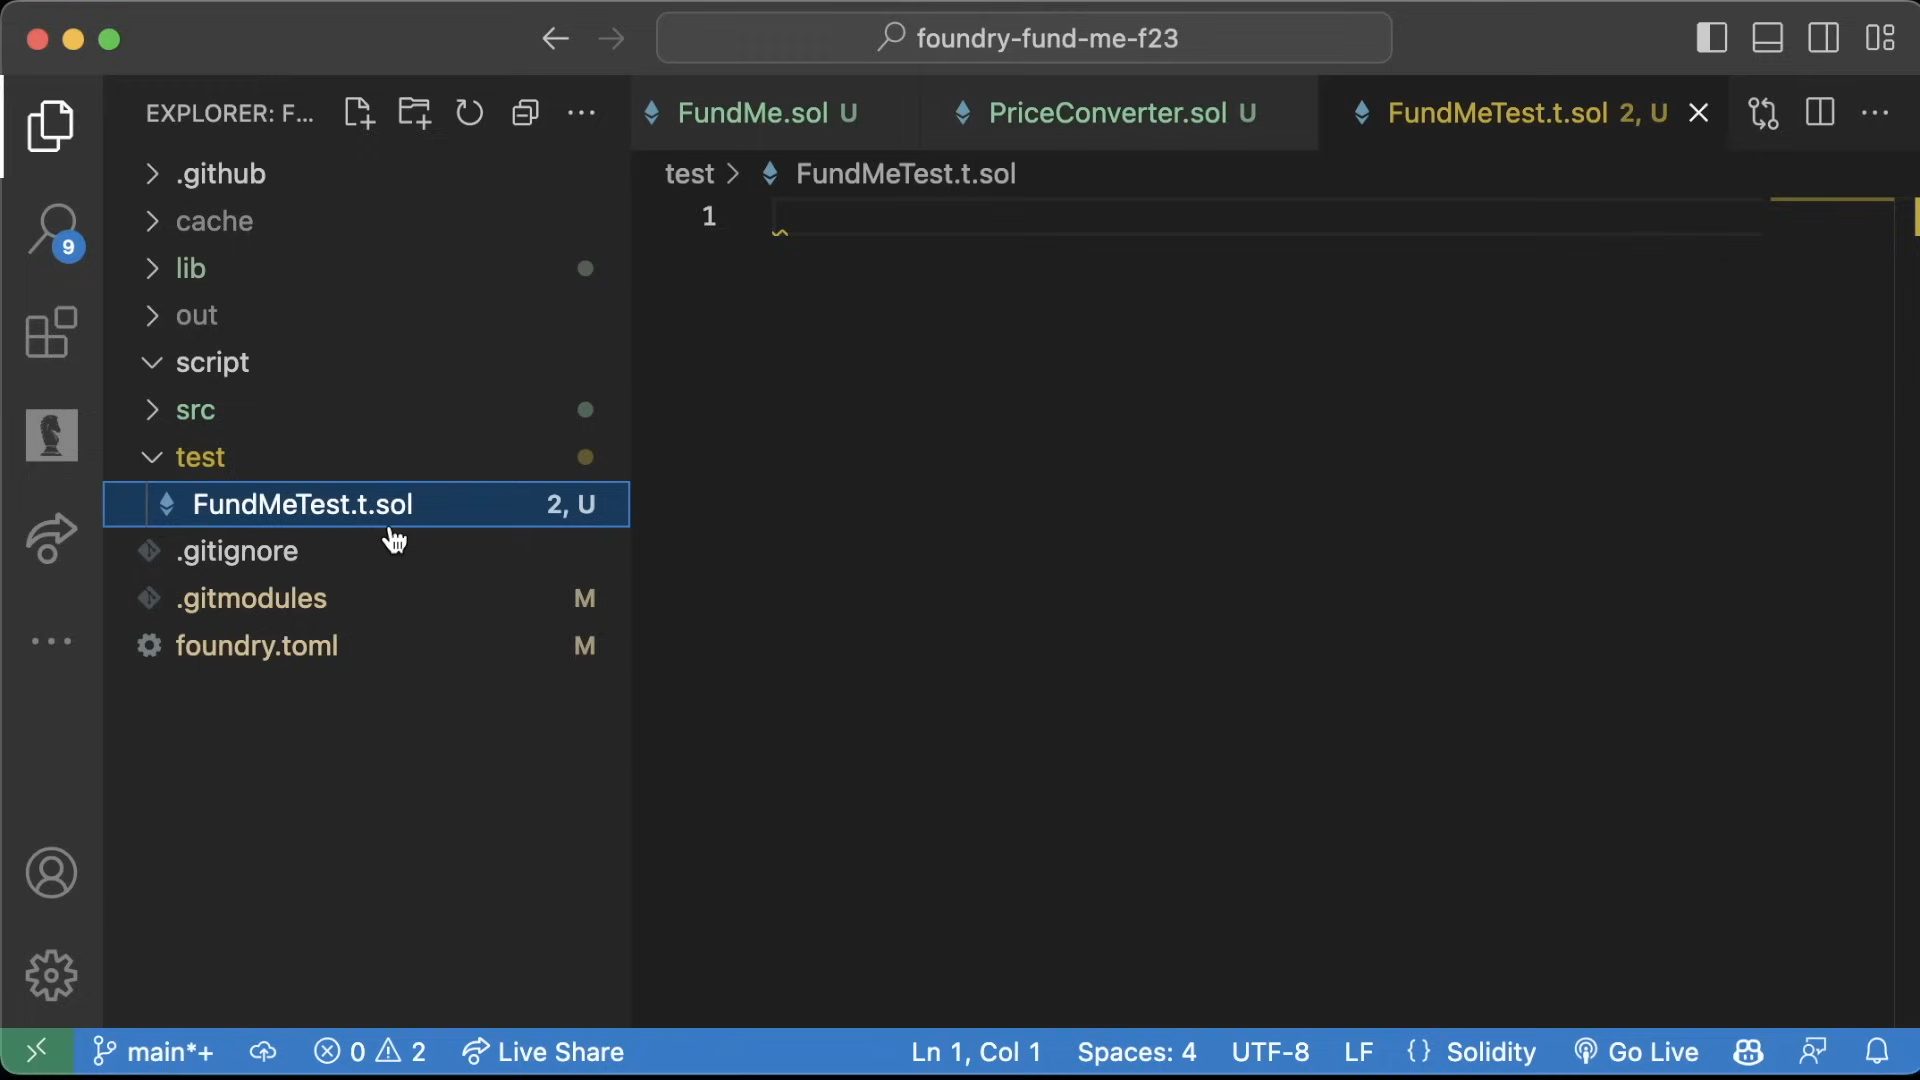 foundry-fund-me-f23
EXPLORER: F...
FundMe.sol U
PriceConverter.sol U
FundMeTest.t.sol 2, U
test > FundMeTest.t.sol
1
.github
cache
lib
out
script
src
test
FundMeTest.t.sol 2, U
.gitignore
.gitmodules M
foundry.toml M
9
main*+
0
2
Live Share
Ln 1, Col 1
Spaces: 4
UTF-8
LF
{} Solidity
Go Live